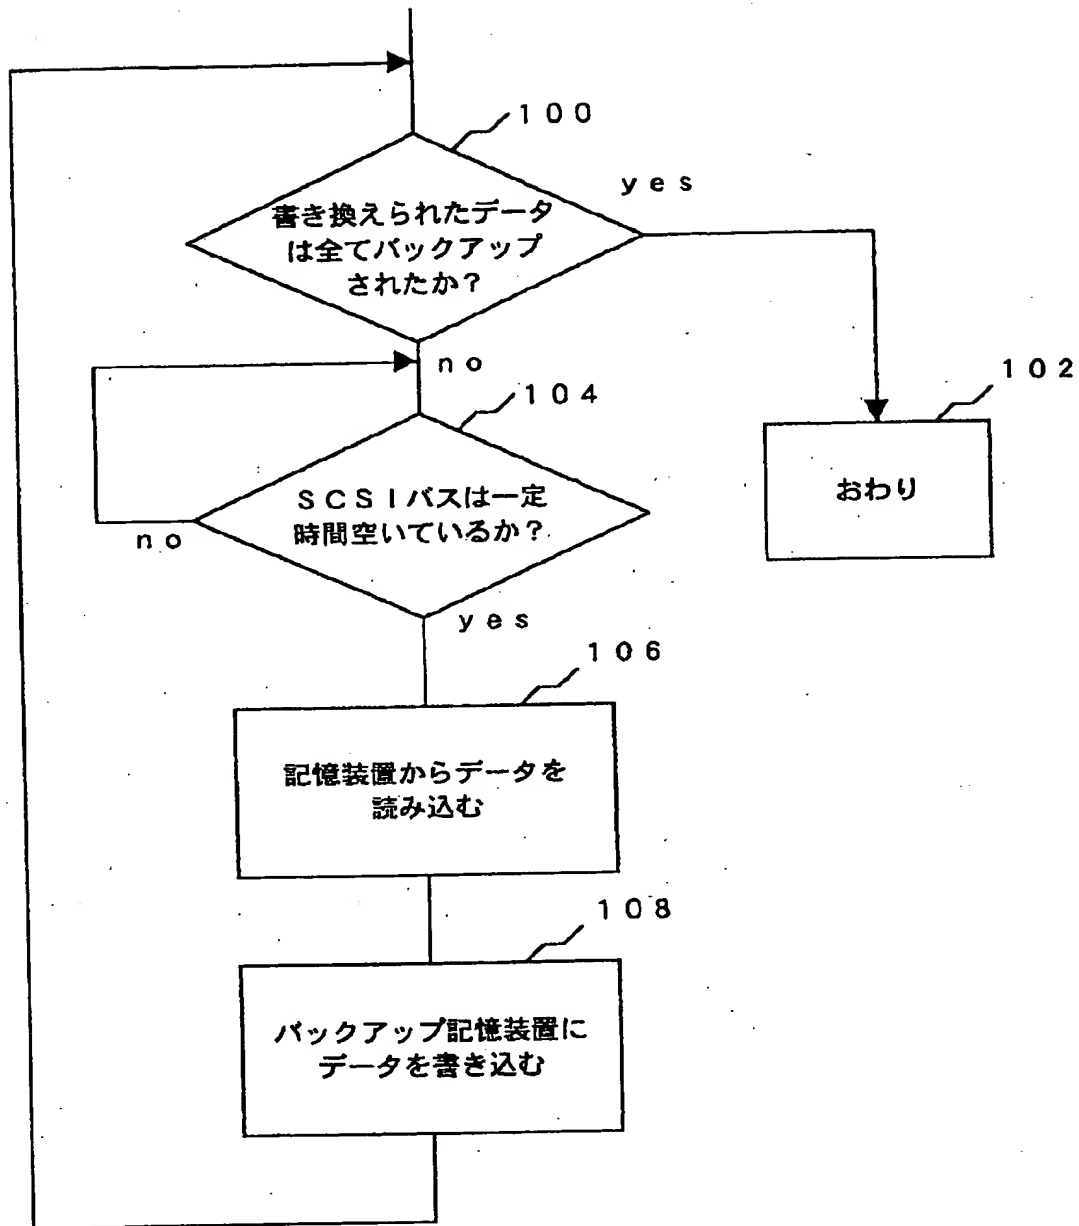 100
yes
書き換えられたデータ
は全てバックアップ
されたか?
no
102
104
おわり
SCSIバスは一定
時間空いているか?
no
yes
106
記憶装置からデータを
読み込む
108
バックアップ記憶装置に
データを書き込む